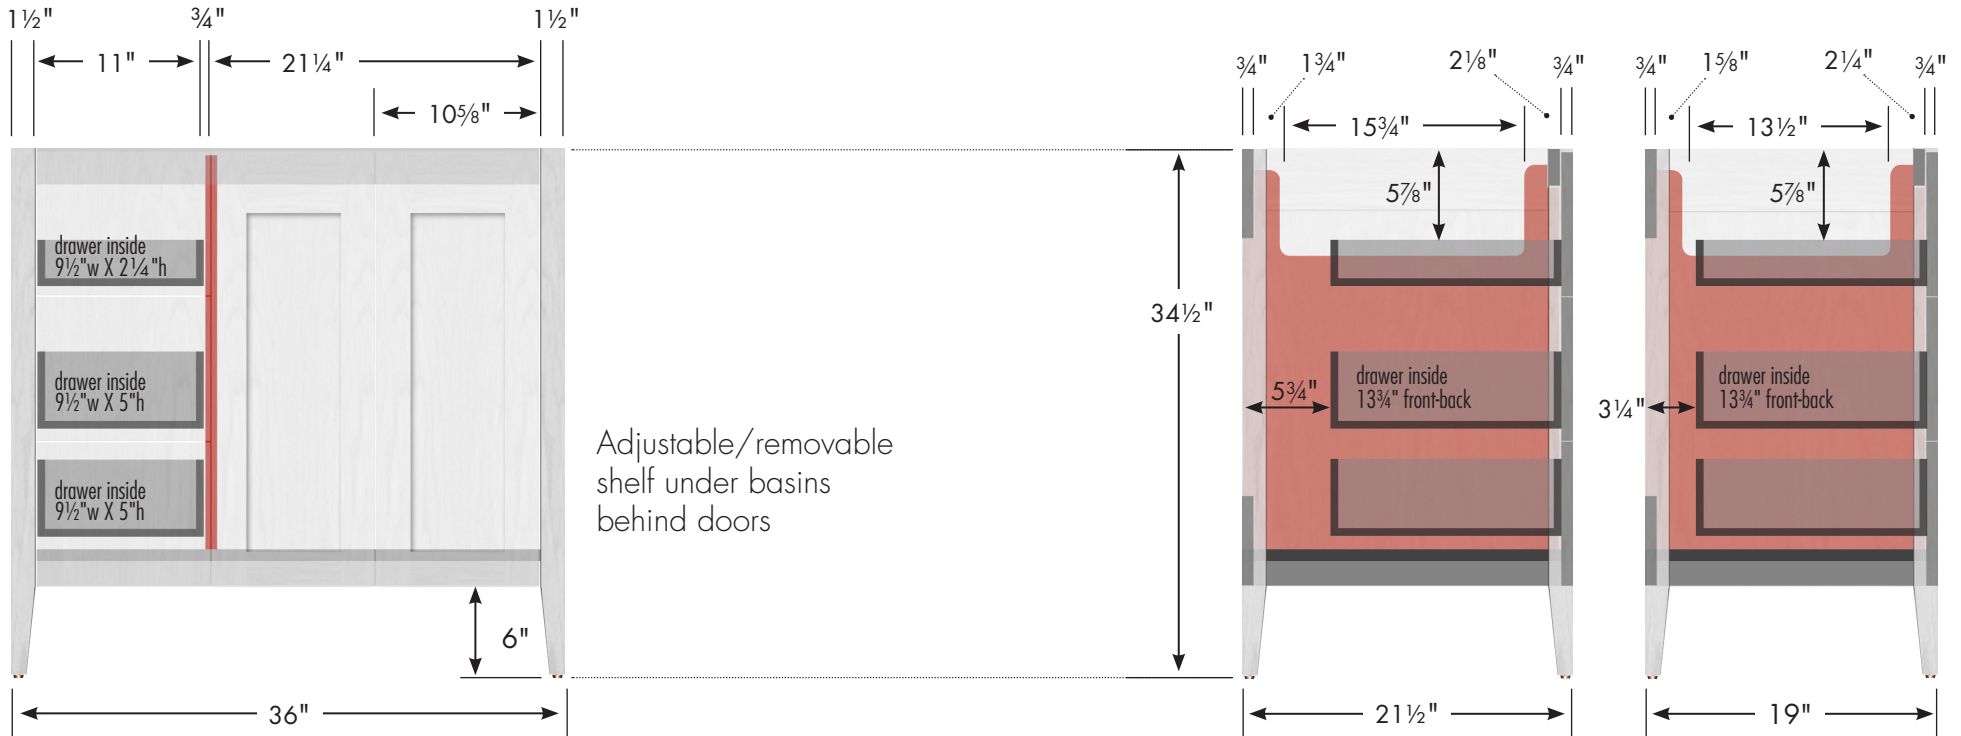 1½" ¾" 1½"
11" 21¼"
10⅝"
drawer inside
9½"w X 2¼"h
drawer inside
9½"w X 5"h
drawer inside
9½"w X 5"h
6"
36"
Adjustable/removable
shelf under basins
behind doors
34½"
¾" 1¾" 2⅛" ¾"
15¾"
5⅞"
5¾"
drawer inside
13¾" front-back
21½"
¾" 1⅝" 2¼" ¾"
13½"
5⅞"
3¼"
drawer inside
13¾" front-back
19"